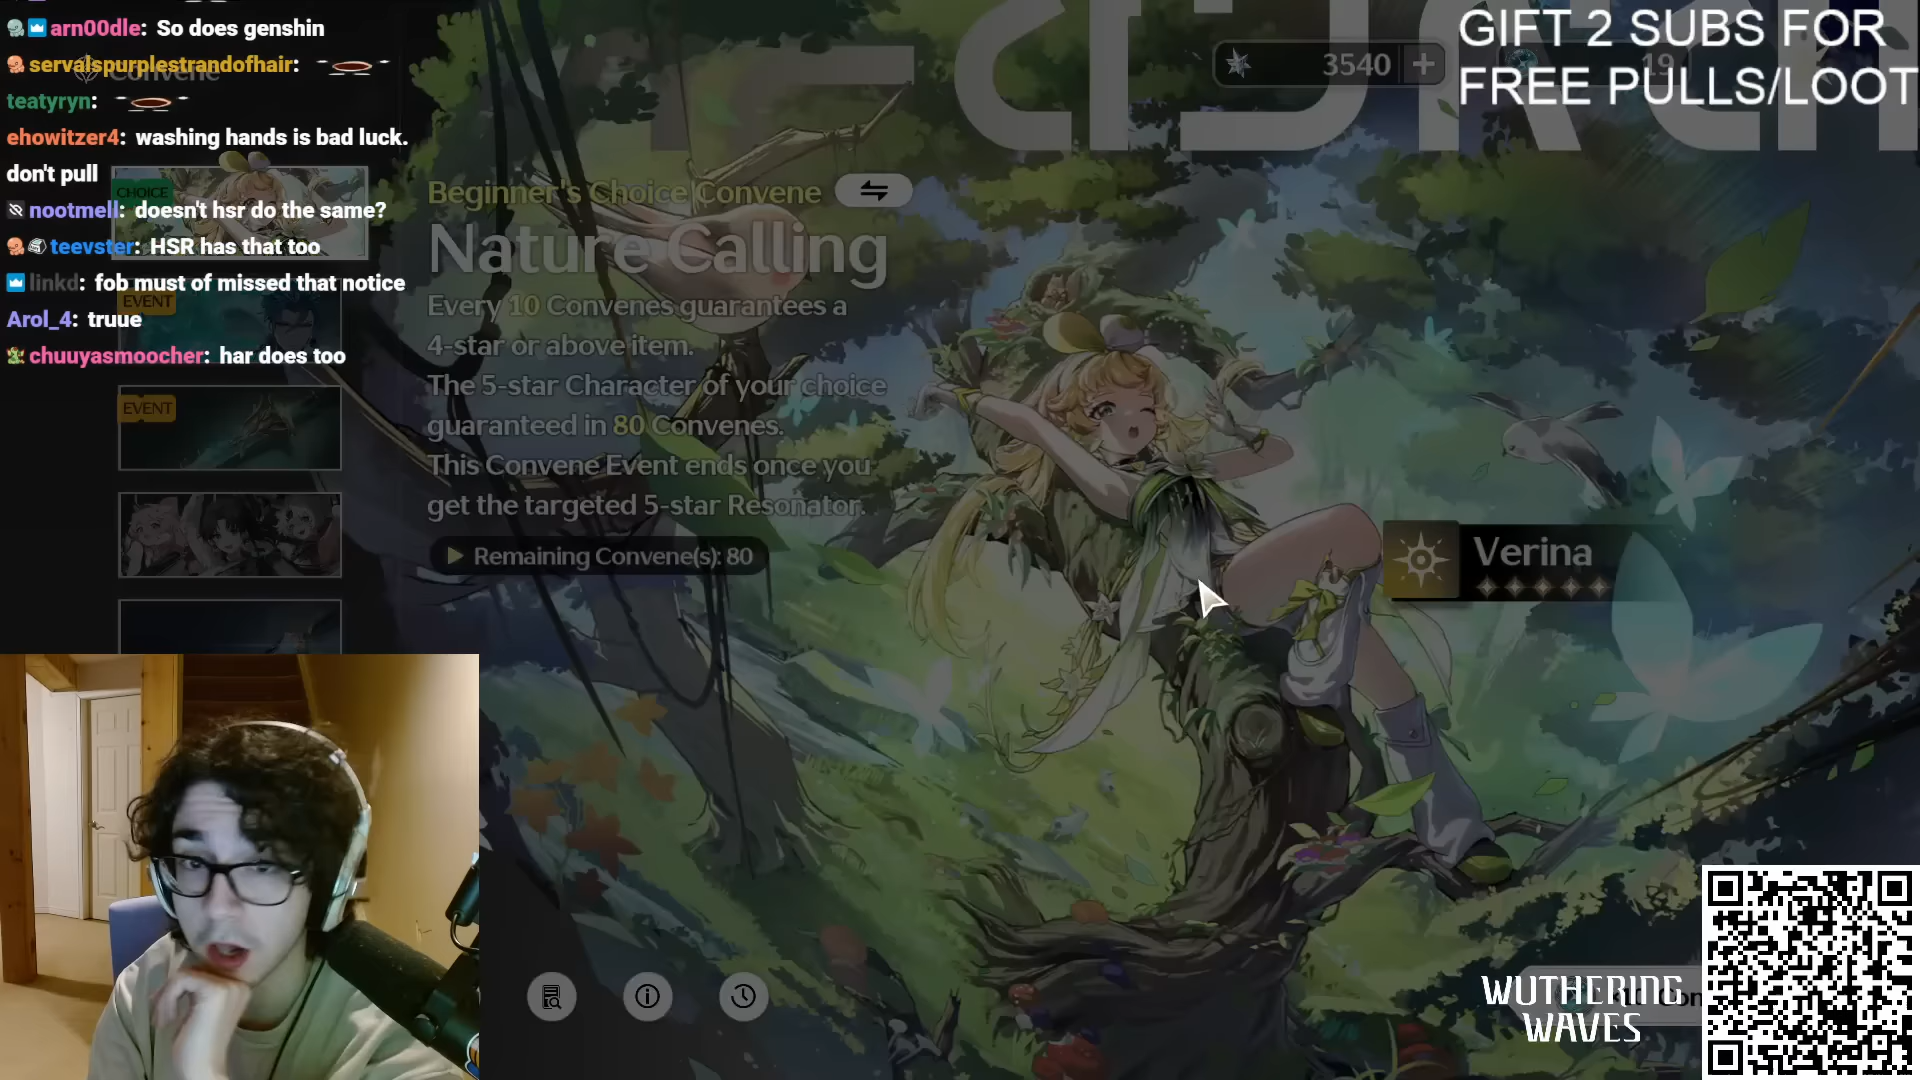 arn00dle: So does genshin
servalspurplestrandofhair:
Convene
teatyryn:
ehowitzer4: washing hands is bad luck.
don't pull
nootmell: doesn't hsr do the same?
teevster: HSR has that too
linkd: fob must of missed that notice
Arol_4: truue
chuuyasmoocher: har does too
CHOICE
EVENT
EVENT
3540
19
GIFT 2 SUBS FOR
FREE PULLS/LOOT
Beginner's Choice Convene
Nature Calling
Every 10 Convenes guarantees a
4-star or above item.
The 5-star Character of your choice
guaranteed in 80 Convenes.
This Convene Event ends once you
get the targeted 5-star Resonator.
Remaining Convene(s): 80
Verina
WUTHERING
WAVES